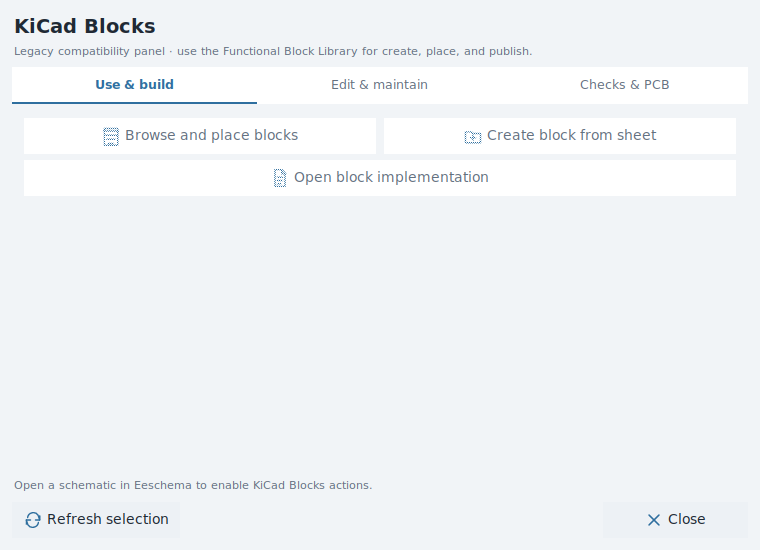 KiCad Blocks
Legacy compatibility panel · use the Functional Block Library for create, place, and publish.
Use & build
Edit & maintain
Checks & PCB
Browse and place blocks
Create block from sheet
Open block implementation
Open a schematic in Eeschema to enable KiCad Blocks actions.
Refresh selection
Close